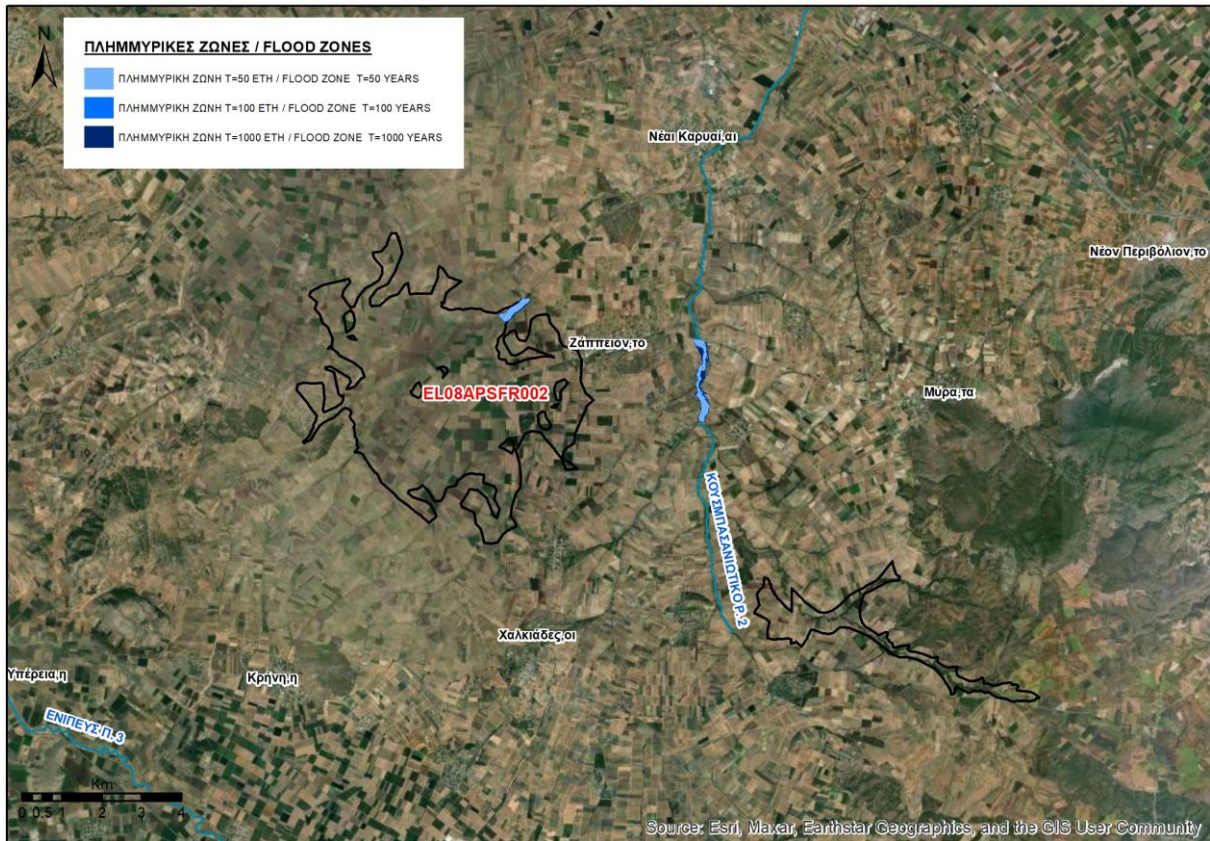 N
ΠΛΗΜΜΥΡΙΚΕΣ ΖΩΝΕΣ / FLOOD ZONES
ΠΛΗΜΜΥΡΙΚΗ ΖΩΝΗ T=50 ΕΤΗ / FLOOD ZONE T=50 YEARS
ΠΛΗΜΜΥΡΙΚΗ ΖΩΝΗ T=100 ΕΤΗ / FLOOD ZONE T=100 YEARS
ΠΛΗΜΜΥΡΙΚΗ ΖΩΝΗ T=1000 ΕΤΗ / FLOOD ZONE T=1000 YEARS
Νέαι Καρυαί,αι
Νέον Περιβόλιον,το
Ζάππειον,το
EL08APSFR002
Μύρα,τα
ΚΟΥΣΜΠΑΣΑΝΙΩΤΙΚΟ Ρ. 2
Χαλκιάδες,οι
Υπέρεια,η
Κρήνη,η
ΕΝΙΠΕΥΣ Π. 3
Km
0 0.5 1 2 3 4
Source: Esri, Maxar, Earthstar Geographics, and the GIS User Community